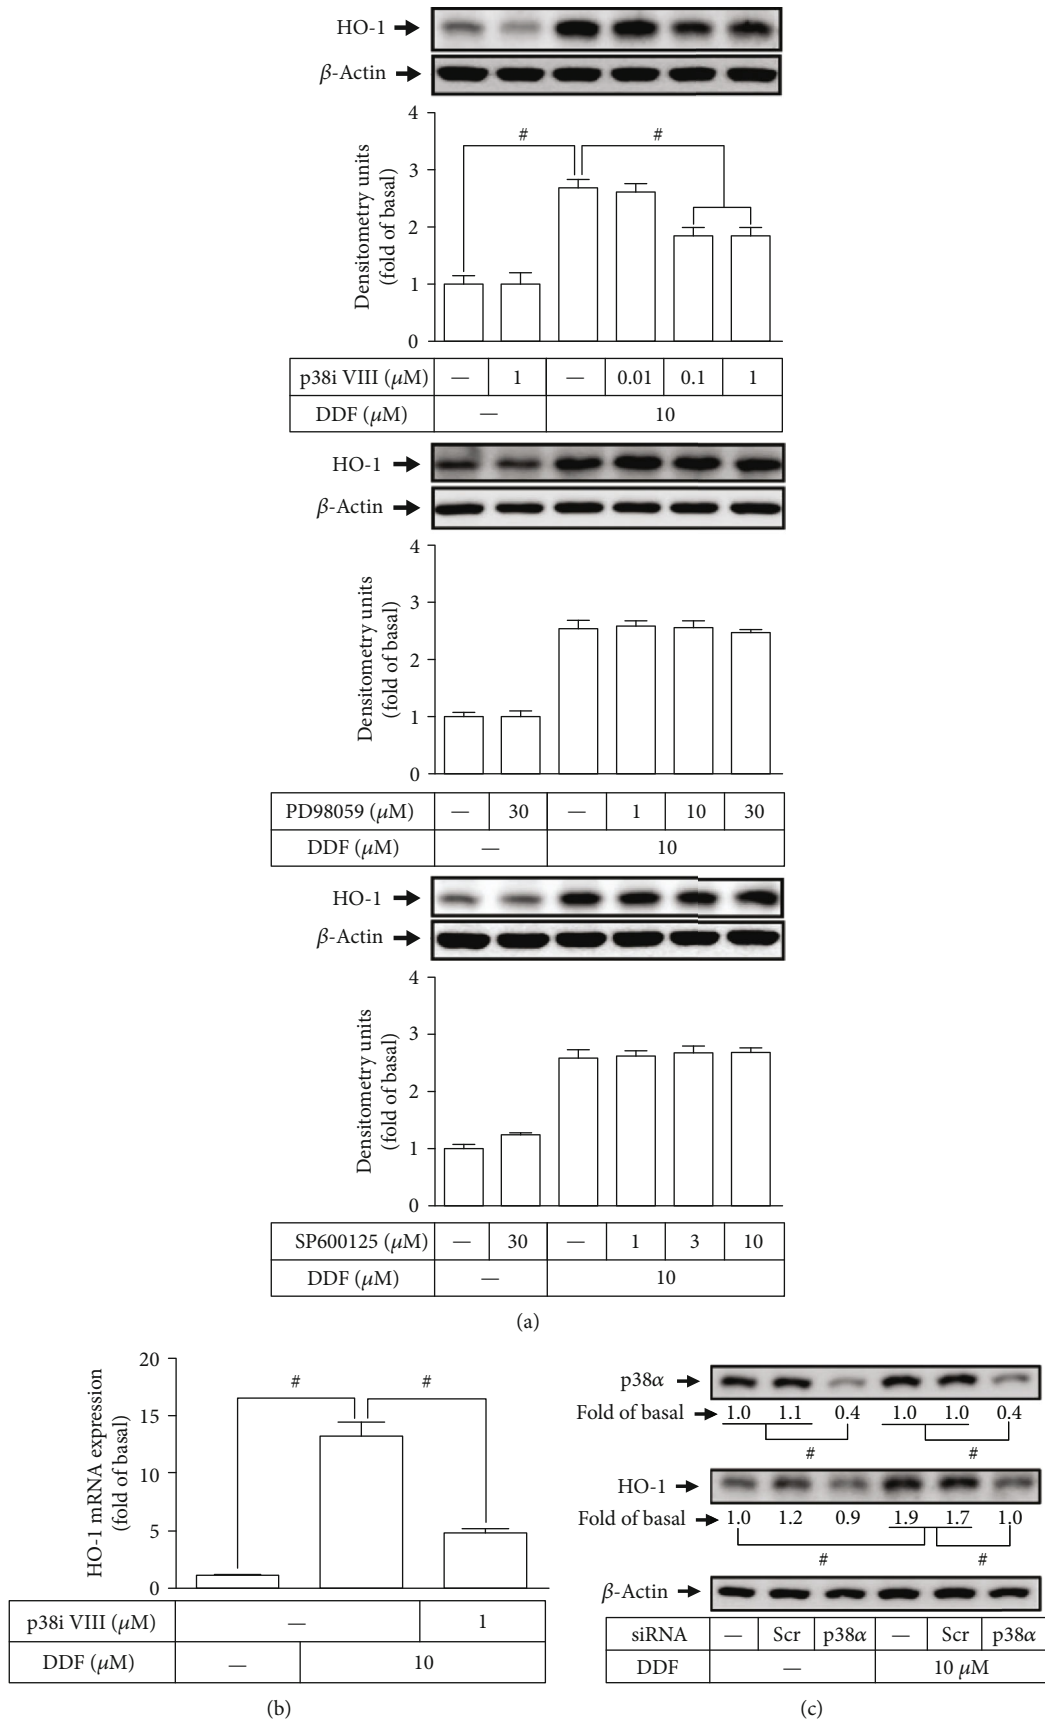 HO-1
β-Actin
4
3
2
1
0
Densitometry units
(fold of basal)
# #
p38i VIII (μM) — 1 — 0.01 0.1 1
DDF (μM) — 10
HO-1
β-Actin
4
3
2
1
0
Densitometry units
(fold of basal)
PD98059 (μM) — 30 — 1 10 30
DDF (μM) — 10
HO-1
β-Actin
4
3
2
1
0
Densitometry units
(fold of basal)
SP600125 (μM) — 30 — 1 3 10
DDF (μM) — 10
(a)
20
15
10
5
0
HO-1 mRNA expression
(fold of basal)
# #
p38i VIII (μM) — 1
DDF (μM) — 10
(b)
p38α
Fold of basal 1.0 1.1 0.4 1.0 1.0 0.4
# #
HO-1
Fold of basal 1.0 1.2 0.9 1.9 1.7 1.0
# #
β-Actin
siRNA — Scr p38α — Scr p38α
DDF — 10 μM
(c)